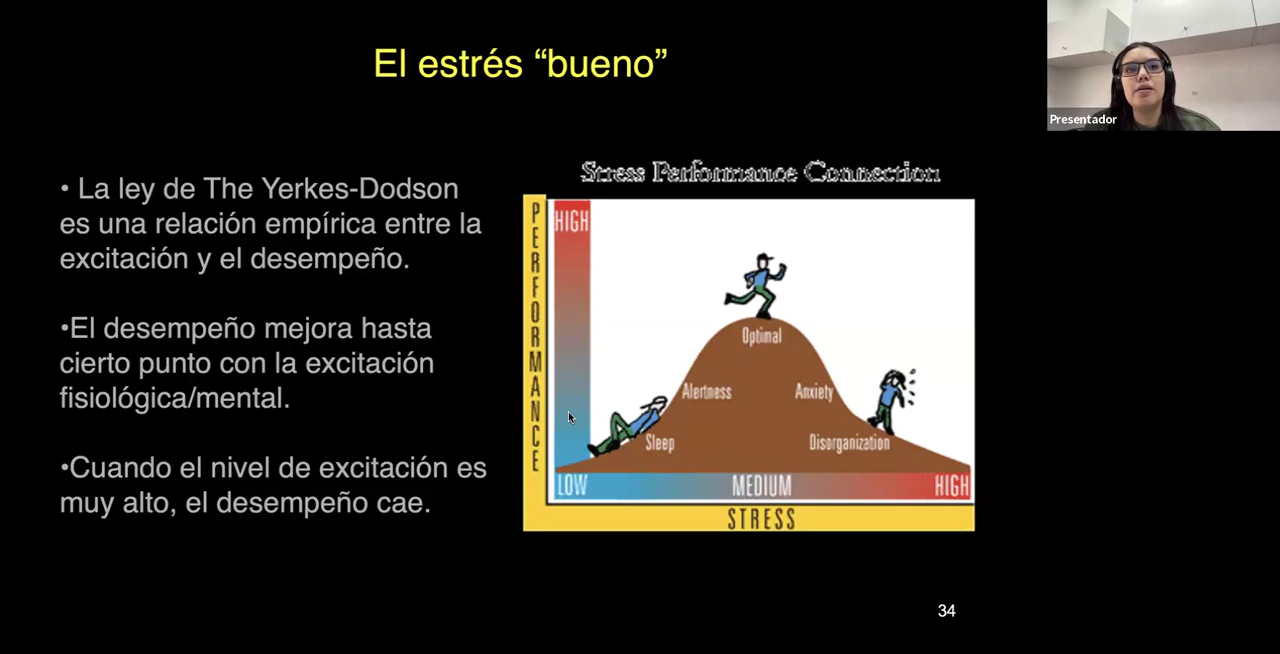 El estrés “bueno”
Presentador
• La ley de The Yerkes-Dodson
es una relación empírica entre la
excitación y el desempeño.
•El desempeño mejora hasta
cierto punto con la excitación
fisiológica/mental.
•Cuando el nivel de excitación es
muy alto, el desempeño cae.
Stress Performance Connection
PERFORMANCE
HIGH
Optimal
Alertness
Anxiety
Sleep
Disorganization
LOW MEDIUM HIGH
STRESS
34